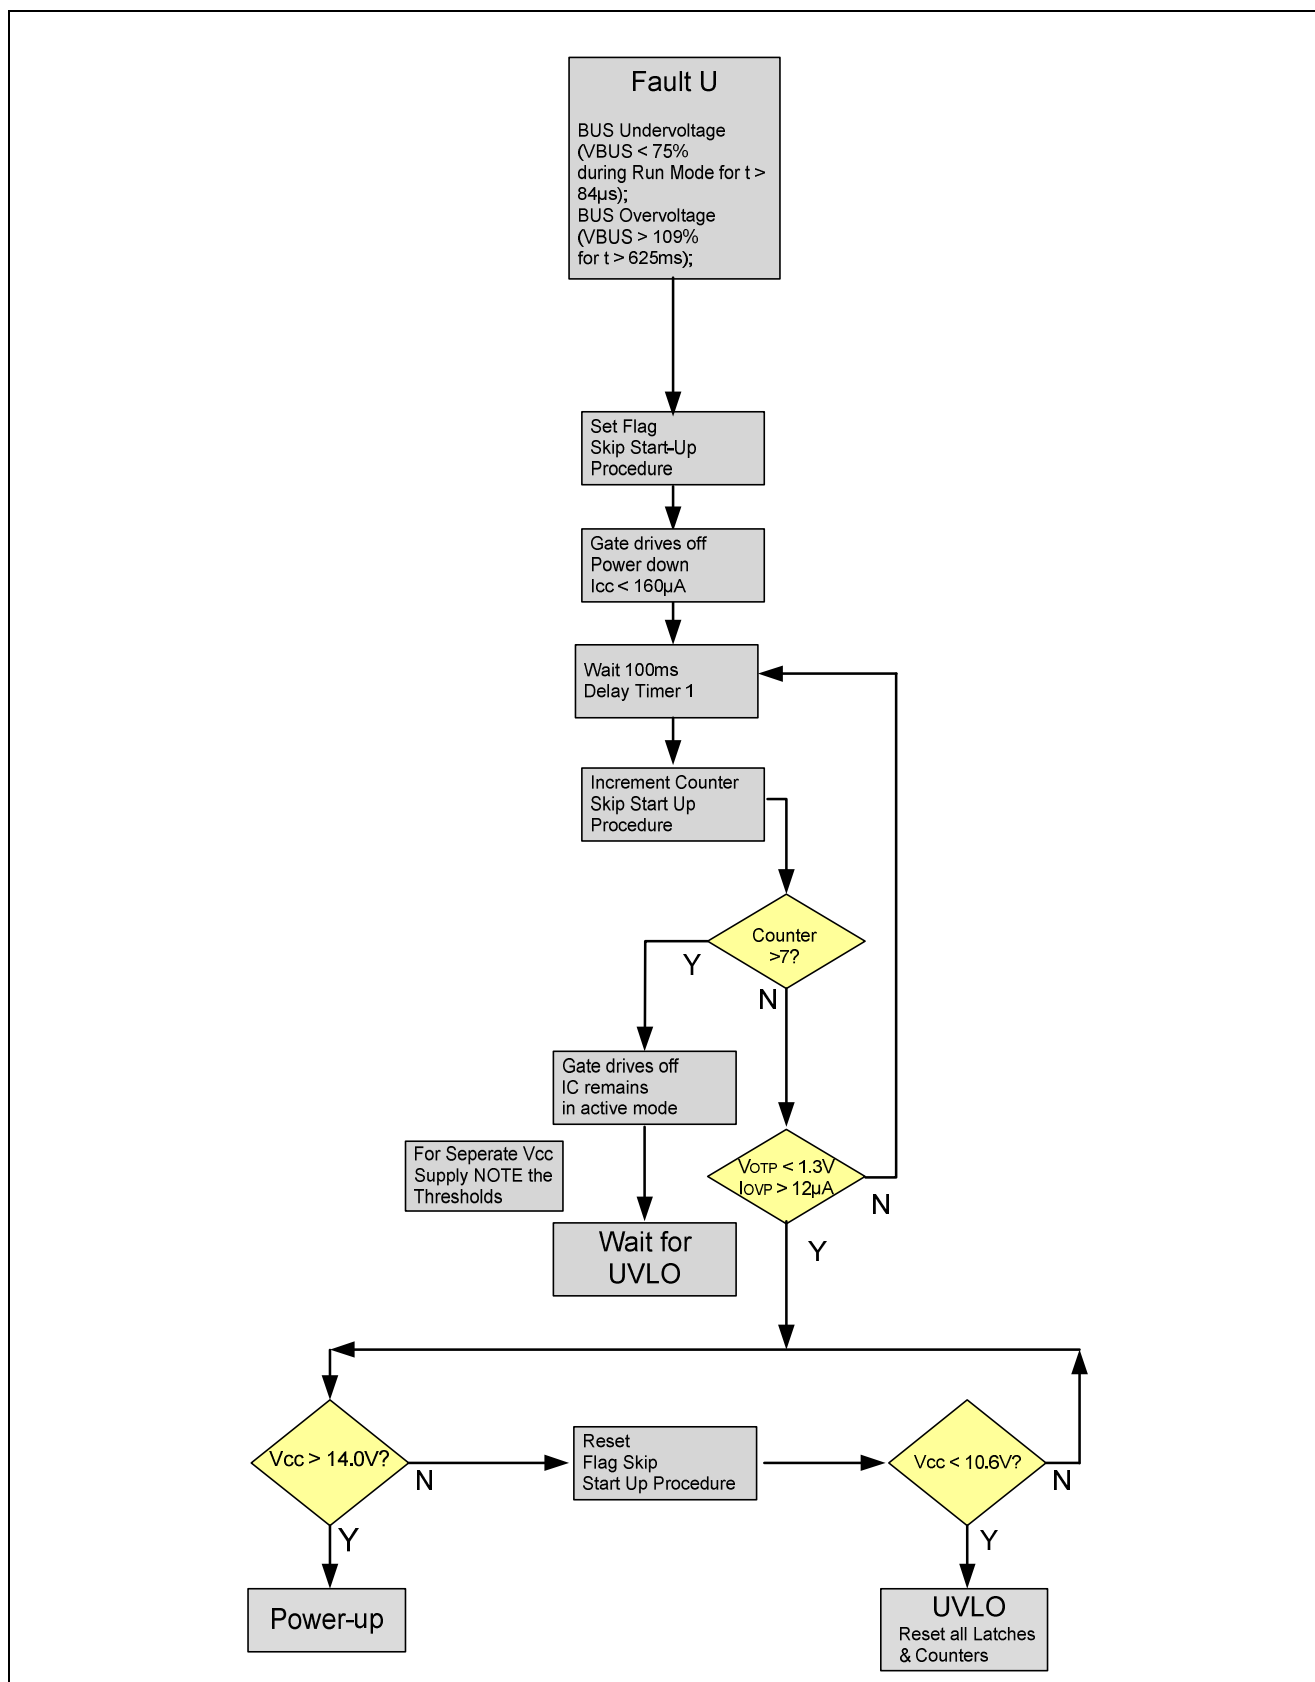 Fault U
BUS Undervoltage
(VBUS < 75%
during Run Mode for t >
84µs);
BUS Overvoltage
(VBUS > 109%
for t > 625ms);
Set Flag
Skip Start-Up
Procedure
Gate drives off
Power down
Icc < 160µA
Wait 100ms
Delay Timer 1
Increment Counter
Skip Start Up
Procedure
Counter
>7?
Y
N
Gate drives off
IC remains
in active mode
For Seperate Vcc
Supply NOTE the
Thresholds
VOTP < 1.3V
IOVP > 12µA
N
Wait for
UVLO
Y
Vcc > 14.0V?
N
Reset
Flag Skip
Start Up Procedure
Vcc < 10.6V?
N
Y
Y
Power-up
UVLO
Reset all Latches
& Counters